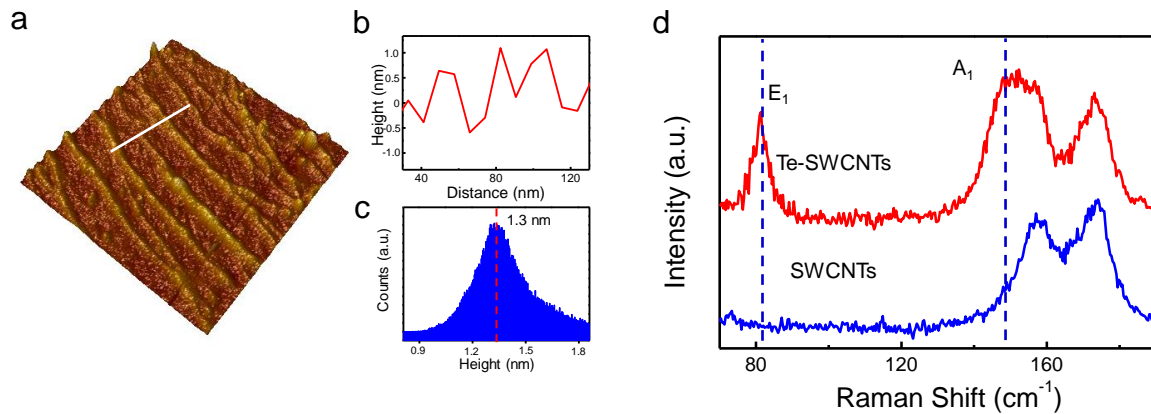 a
b
Height (nm)
1.0
0.5
0
-0.5
-1.0
40
80
120
Distance (nm)
c
1.3 nm
Counts (a.u.)
0.9
1.2
1.5
1.8
Height (nm)
d
Intensity (a.u.)
E1
A1
Te-SWCNTs
SWCNTs
80
120
160
Raman Shift (cm-1)